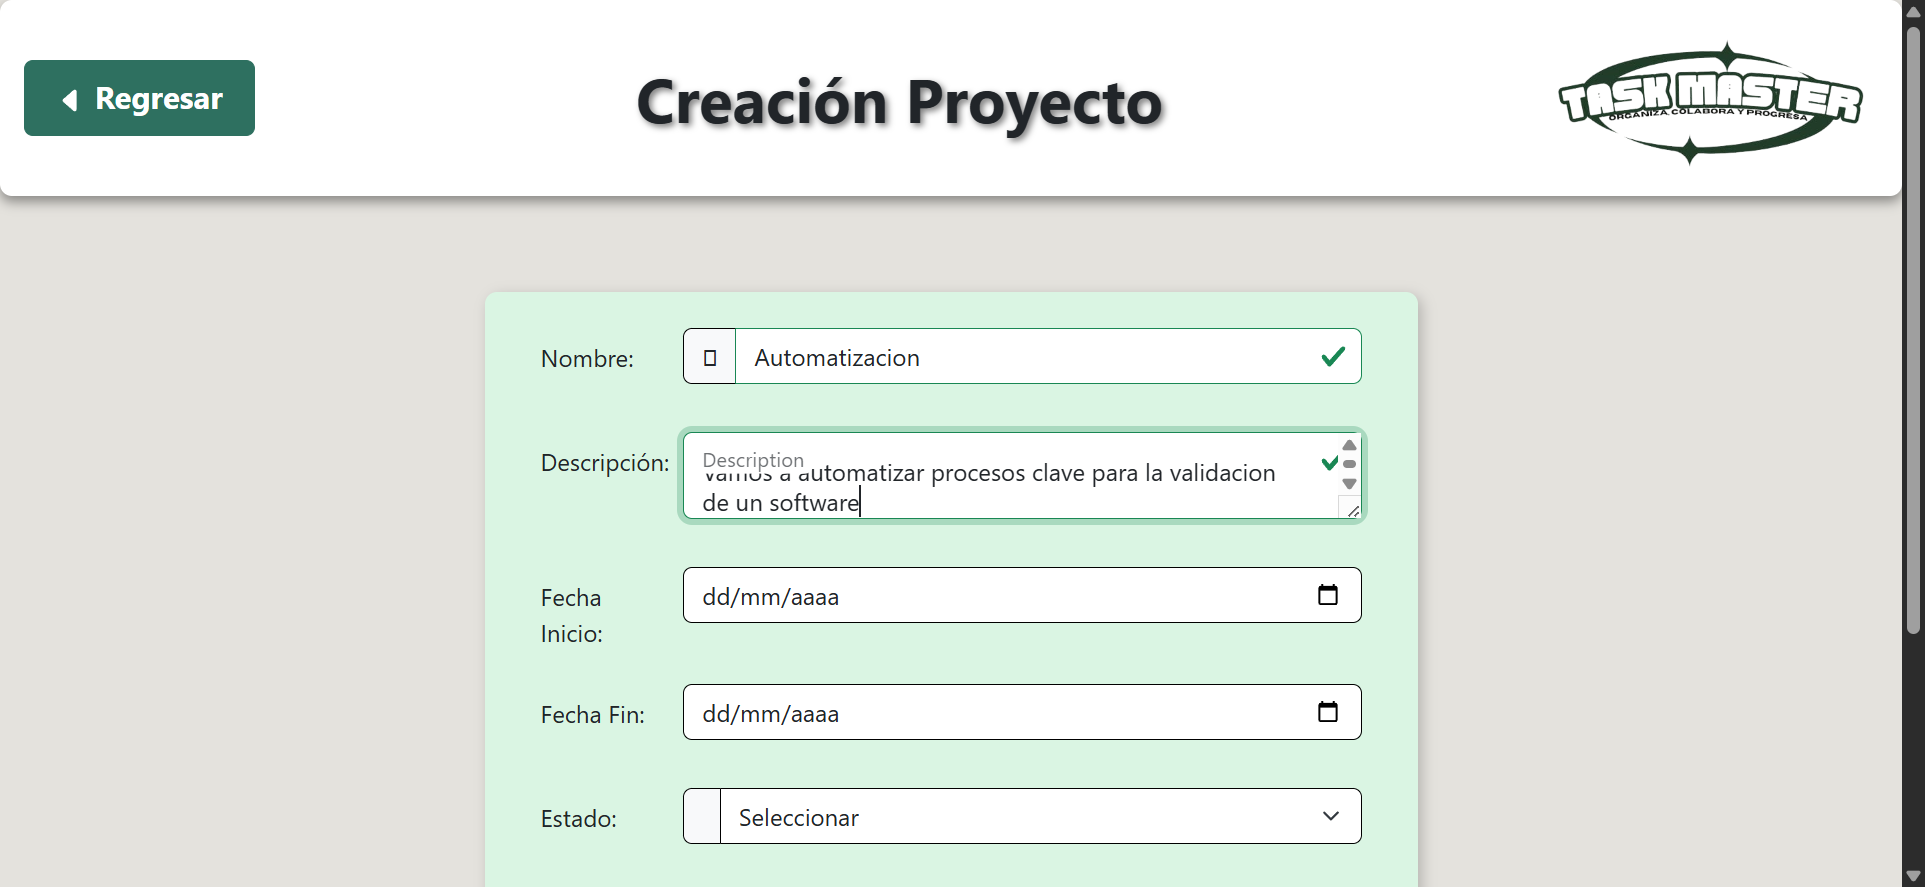 Regresar
Creación Proyecto
TASK MASTER
ORGANIZA, COLABORA Y PROGRESA
Nombre:
Automatizacion
Descripción:
Description
Vamos a automatizar procesos clave para la validacion
de un software
Fecha
Inicio:
dd/mm/aaaa
Fecha Fin:
dd/mm/aaaa
Estado:
Seleccionar